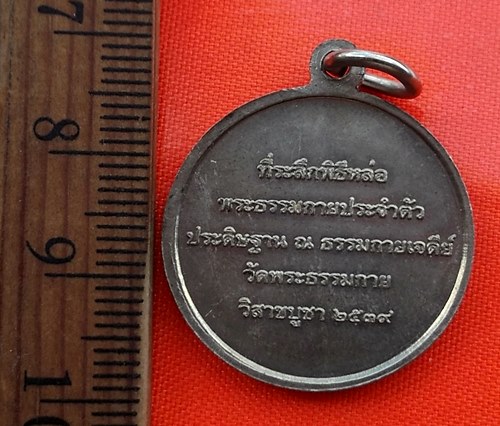 7
8
9
10
ที่ระลึกพิธีหล่อ
พระธรรมกายประจำตัว
ประดิษฐาน ณ ธรรมกายเจดีย์
วัดพระธรรมกาย
วิสาขบูชา ๒๕๓๙